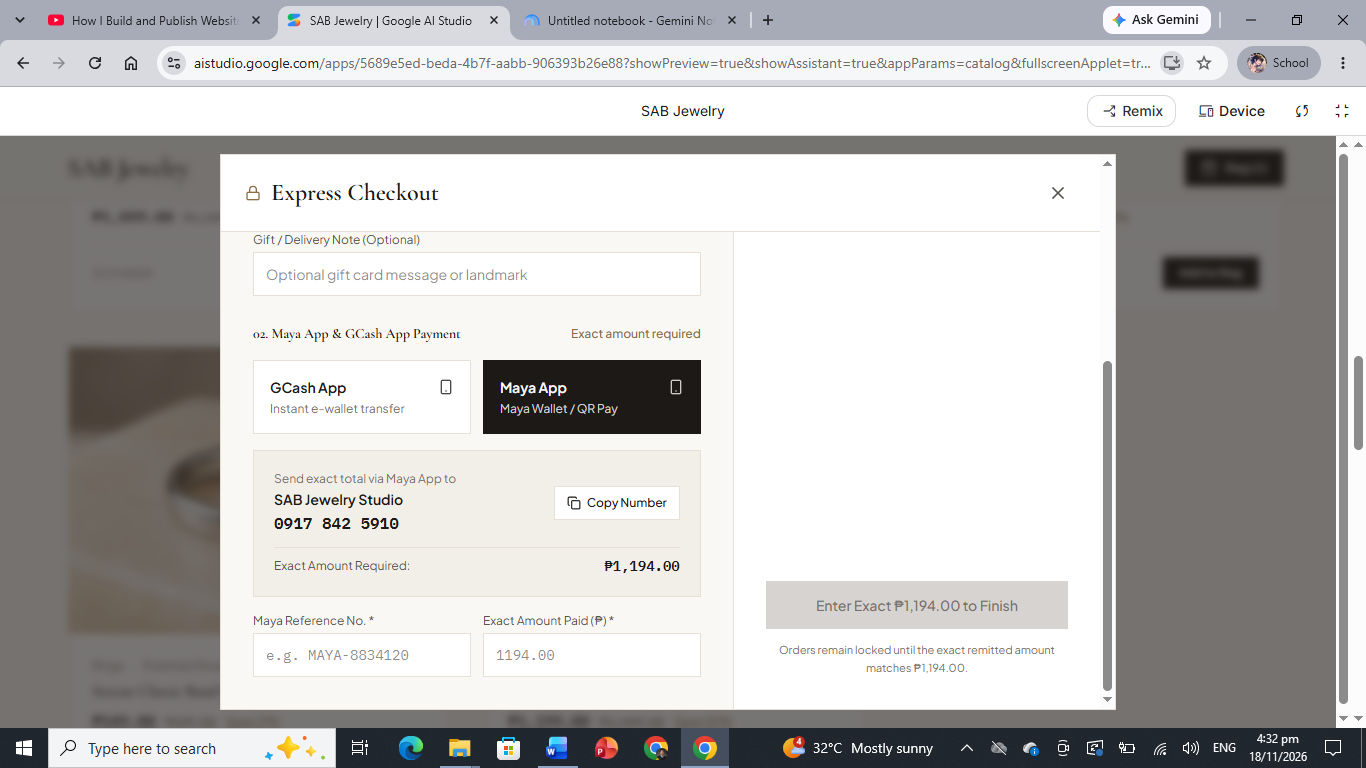 How I Build and Publish Websit
SAB Jewelry | Google AI Studio
Untitled notebook - Gemini No
Ask Gemini
aistudio.google.com/apps/5689e5ed-beda-4b7f-aabb-906393b26e88?showPreview=true&showAssistant=true&appParams=catalog&fullscreenApplet=tr...
School
SAB Jewelry
Remix
Device
SAB Jewelry
Express Checkout
Gift / Delivery Note (Optional)
Optional gift card message or landmark
02. Maya App & GCash App Payment
Exact amount required
GCash App
Instant e-wallet transfer
Maya App
Maya Wallet / QR Pay
Send exact total via Maya App to
SAB Jewelry Studio
0917 842 5910
Copy Number
Exact Amount Required:
₱1,194.00
Maya Reference No. *
Exact Amount Paid (₱) *
e.g. MAYA-8834120
1194.00
Enter Exact ₱1,194.00 to Finish
Orders remain locked until the exact remitted amount
matches ₱1,194.00.
Add to Bag
Type here to search
4
32°C Mostly sunny
ENG
4:32 pm
18/11/2026